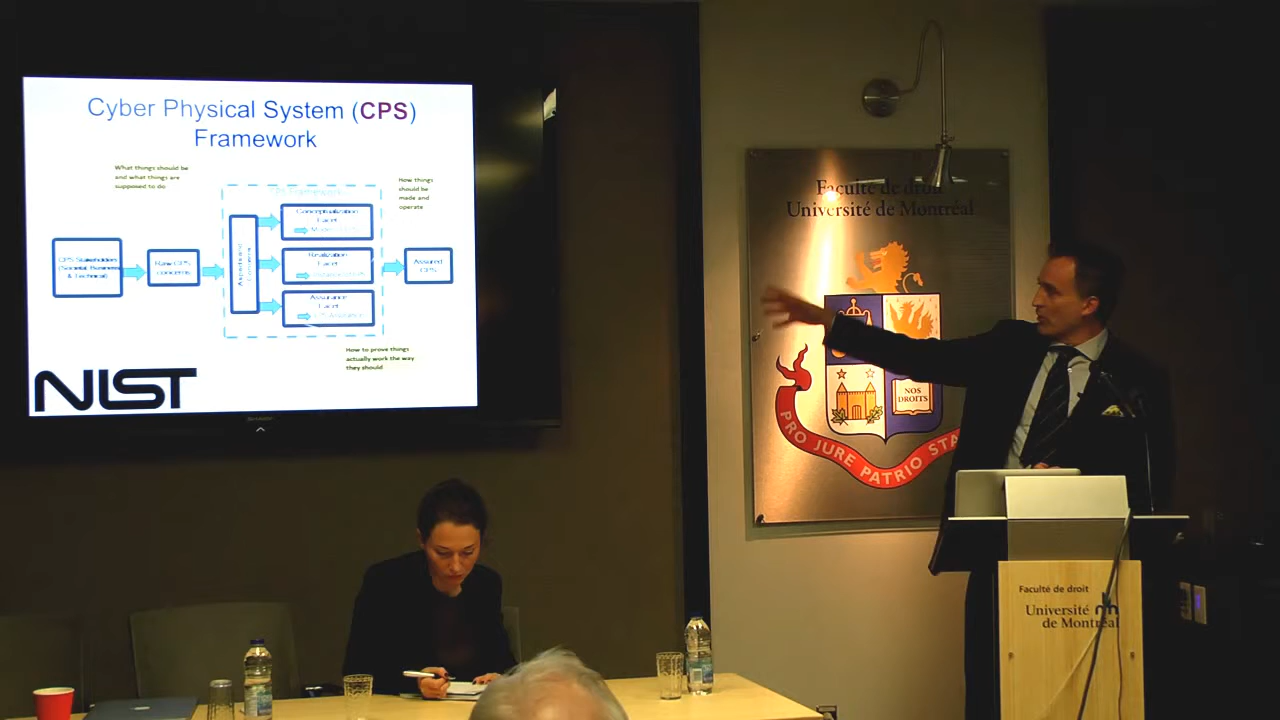 Cyber Physical System (CPS)
Framework
What things should be
and what things are
supposed to do
How things
should be
made and
operate
CPS Framework
CPS Stakeholders
(Societal, Business
& Technical)
Raw CPS
concerns
Conceptualization
Facet
Realization
Facet
Assurance
Facet
Assured
CPS
How to prove things
actually work the way
they should
NIST
Faculté de droit
Université de Montréal
NOS
DROITS
PRO JURE PATRIO STA
Faculté de droit
Université
de Montréal